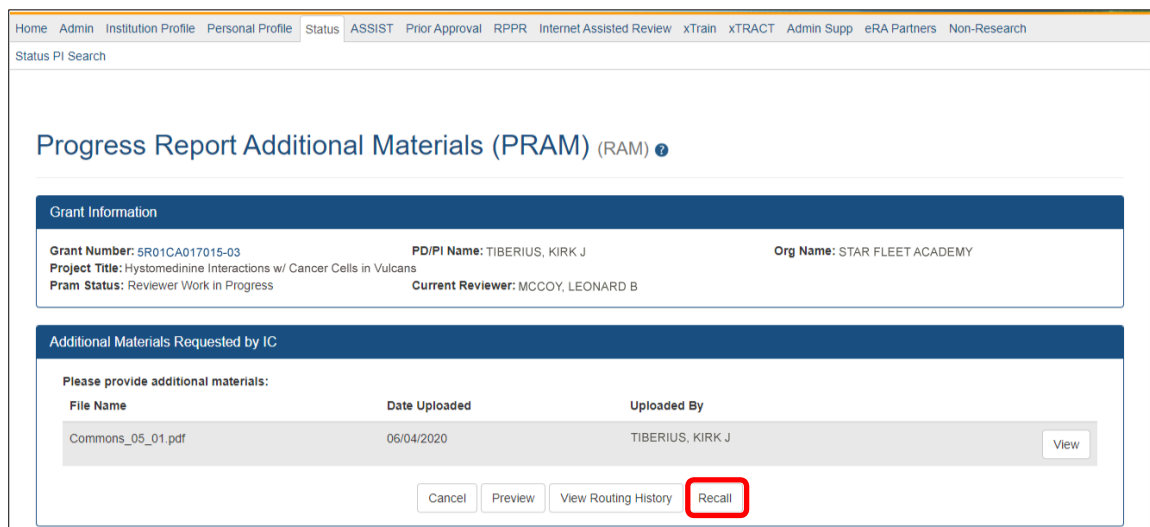 Home Admin Institution Profile Personal Profile Status ASSIST Prior Approval RPPR Internet Assisted Review xTrain xTRACT Admin Supp eRA Partners Non-Research
Status PI Search
Progress Report Additional Materials (PRAM) (RAM) ?
Grant Information
Grant Number: 5R01CA017015-03 PD/PI Name: TIBERIUS, KIRK J Org Name: STAR FLEET ACADEMY
Project Title: Hystomedinine Interactions w/ Cancer Cells in Vulcans
Pram Status: Reviewer Work in Progress Current Reviewer: MCCOY, LEONARD B
Additional Materials Requested by IC
Please provide additional materials:
File Name Date Uploaded Uploaded By
Commons_05_01.pdf 06/04/2020 TIBERIUS, KIRK J View
Cancel Preview View Routing History Recall